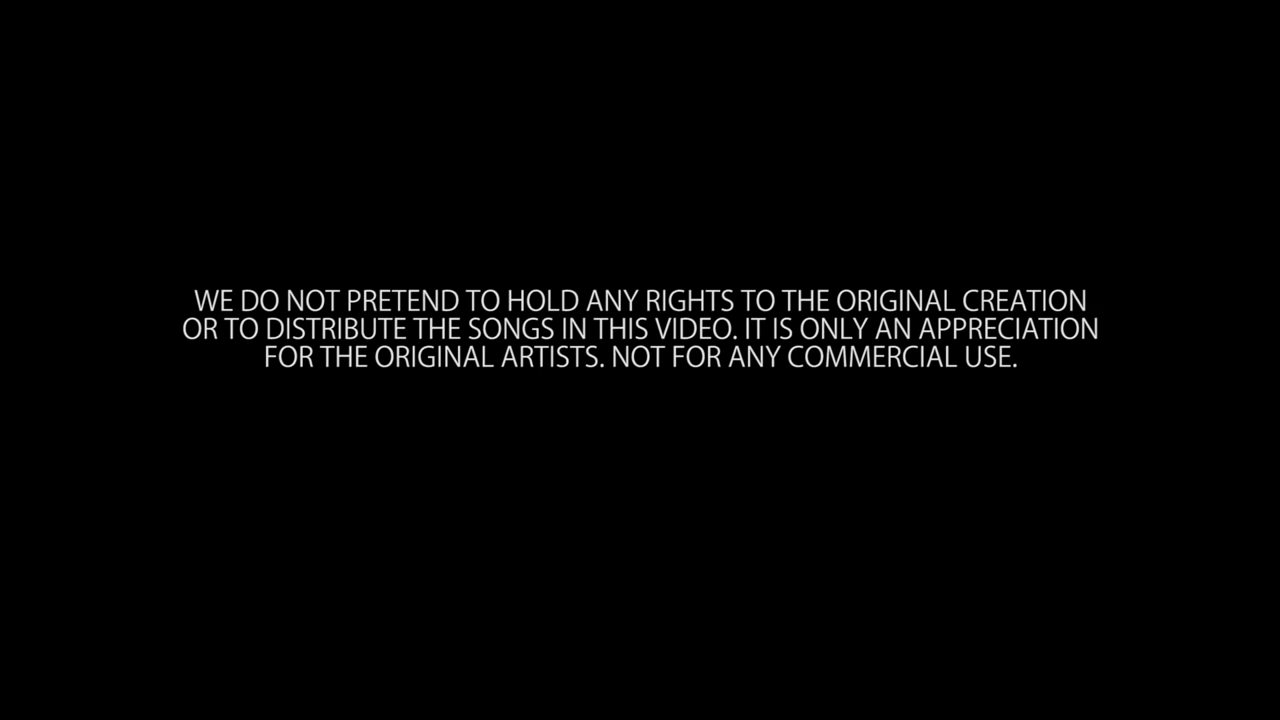 WE DO NOT PRETEND TO HOLD ANY RIGHTS TO THE ORIGINAL CREATION
OR TO DISTRIBUTE THE SONGS IN THIS VIDEO. IT IS ONLY AN APPRECIATION
FOR THE ORIGINAL ARTISTS. NOT FOR ANY COMMERCIAL USE.